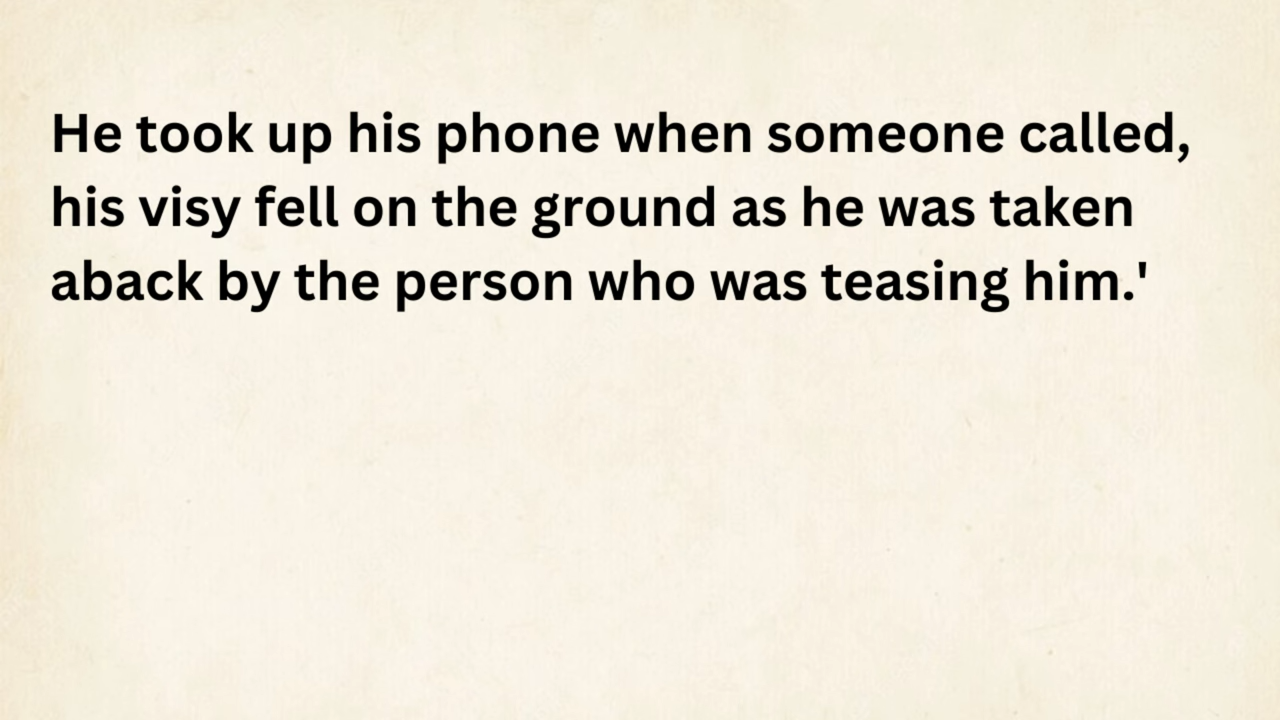 He took up his phone when someone called,
his visy fell on the ground as he was taken
aback by the person who was teasing him.'